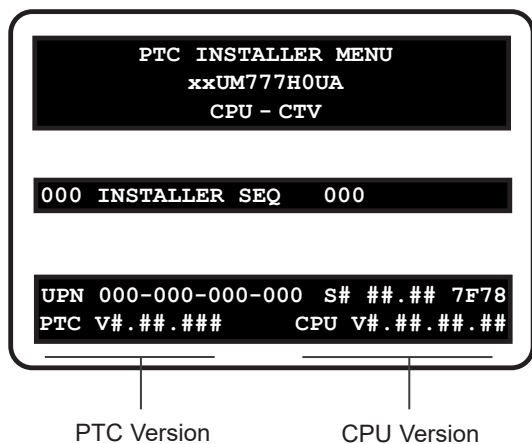 PTC INSTALLER MENU
xxUM777H0UA
CPU – CTV
000 INSTALLER SEQ 000
UPN 000-000-000-000 S# ##.## 7F78
PTC V#.##.### CPU V#.##.##.##
PTC Version CPU Version